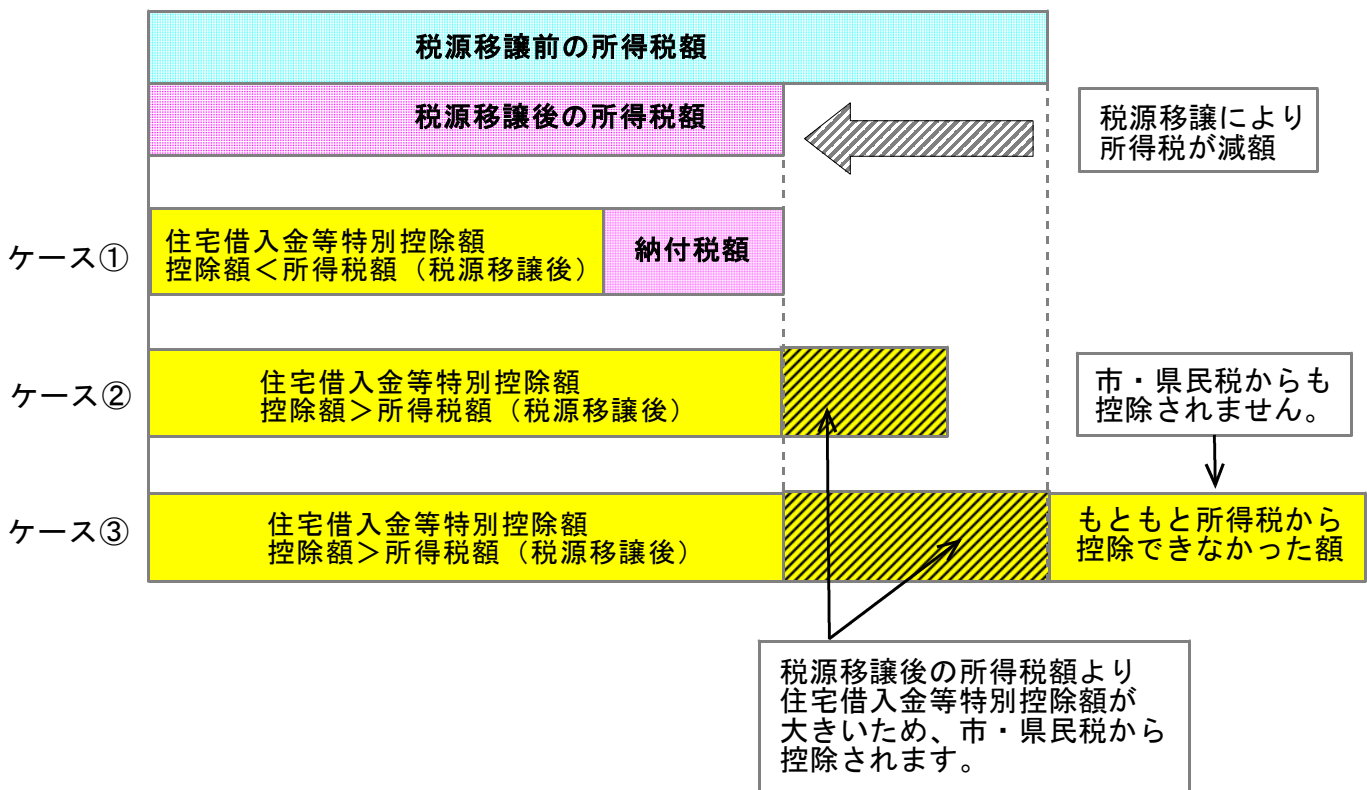 税源移譲前の所得税額
税源移譲後の所得税額
税源移譲により
所得税が減額
ケース①
住宅借入金等特別控除額
控除額＜所得税額（税源移譲後）
納付税額
ケース②
住宅借入金等特別控除額
控除額＞所得税額（税源移譲後）
市・県民税からも
控除されません。
ケース③
住宅借入金等特別控除額
控除額＞所得税額（税源移譲後）
もともと所得税から
控除できなかった額
税源移譲後の所得税額より
住宅借入金等特別控除額が
大きいため、市・県民税から
控除されます。